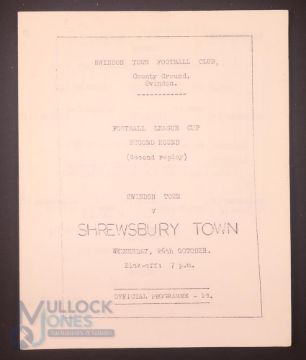 SWINDON TOWN FOOTBALL CLUB,
County Ground,
Swindon.
FOOTBALL LEAGUE CUP
SECOND ROUND
(Second replay)
SWINDON TOWN
v
SHREWSBURY TOWN
WEDNESDAY, 26th OCTOBER.
Kick-off: 7 p.m.
OFFICIAL PROGRAMME -
MULLOCK
JONES